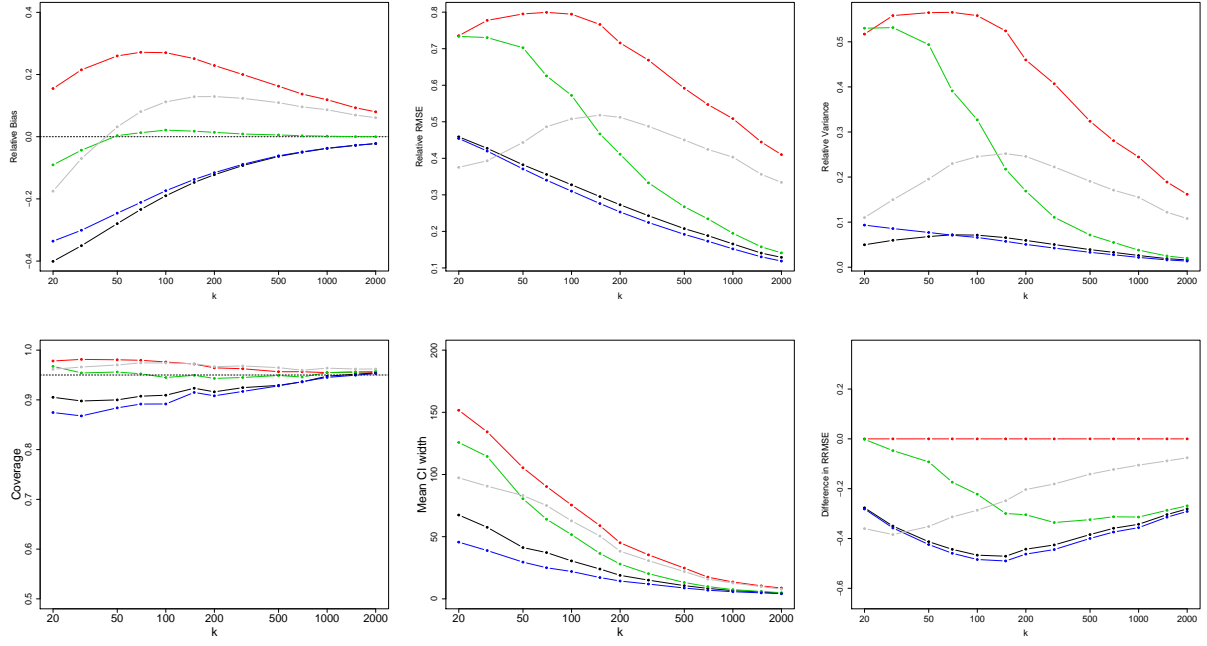 Relative Bias
0.4
0.2
0.0
−0.2
−0.4
20 50 100 200 500 1000 2000
k
Relative RMSE
0.9
0.8
0.7
0.6
0.5
0.4
0.3
0.2
0.1
20 50 100 200 500 1000 2000
k
Relative Variance
0.5
0.4
0.3
0.2
0.1
0.0
20 50 100 200 500 1000 2000
k
Coverage
1.0
0.9
0.8
0.7
0.6
0.5
20 50 100 200 500 1000 2000
k
Mean CI width
200
150
100
50
0
20 50 100 200 500 1000 2000
k
Difference in RRMSE
0.2
0.0
−0.2
−0.4
−0.6
20 50 100 200 500 1000 2000
k